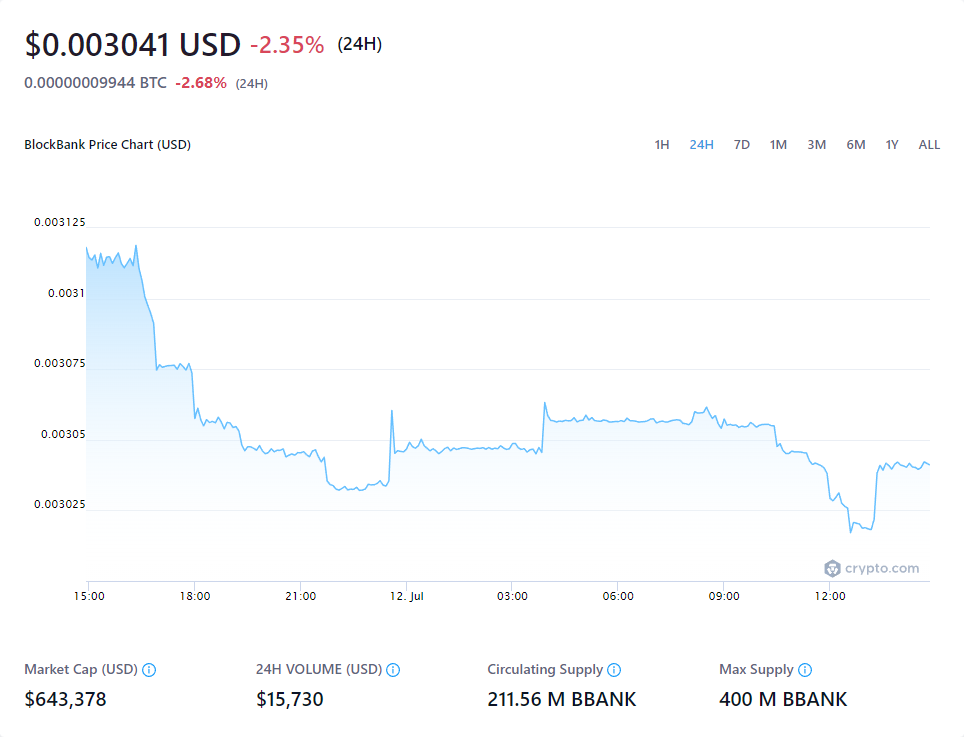 $0.003041 USD -2.35% (24H)
0.00000009944 BTC -2.68% (24H)
BlockBank Price Chart (USD) 1H 24H 7D 1M 3M 6M 1Y ALL
0.003125
0.0031
0.003075
0.00305
0.003025
crypto.com
15:00 18:00 21:00 12. Jul 03:00 06:00 09:00 12:00
Market Cap (USD) 24H VOLUME (USD) Circulating Supply Max Supply
$643,378 $15,730 211.56 M BBANK 400 M BBANK